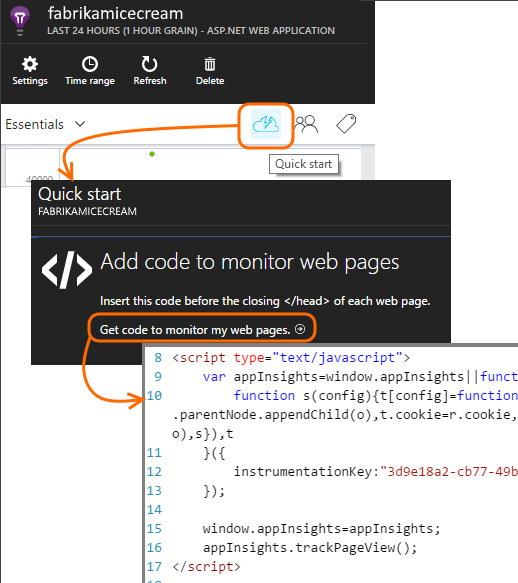 fabrikamicecream
LAST 24 HOURS (1 HOUR GRAIN) - ASP.NET WEB APPLICATION
Settings Time range Refresh Delete
Essentials
Quick start
40000
Quick start
FABRIKAMICECREAM
</> Add code to monitor web pages
Insert this code before the closing </head> of each web page.
Get code to monitor my web pages.
8 <script type="text/javascript">
9 var appInsights=window.appInsights||funct
10 function s(config){t[config]=function
.parentNode.appendChild(o),t.cookie=r.cookie,
o),s}),t
11 }({
12 instrumentationKey:"3d9e18a2-cb77-49b
13 });
14
15 window.appInsights=appInsights;
16 appInsights.trackPageView();
17 </script>